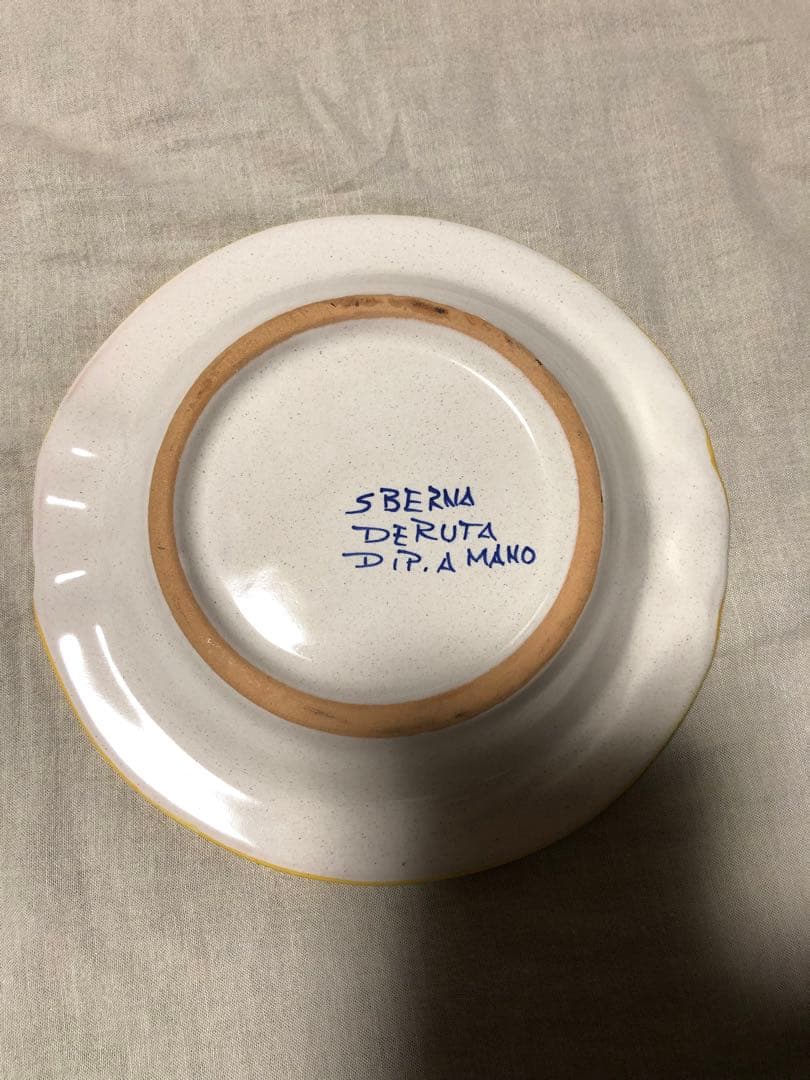 SBERNA
DERUTA
DIP. A MANO